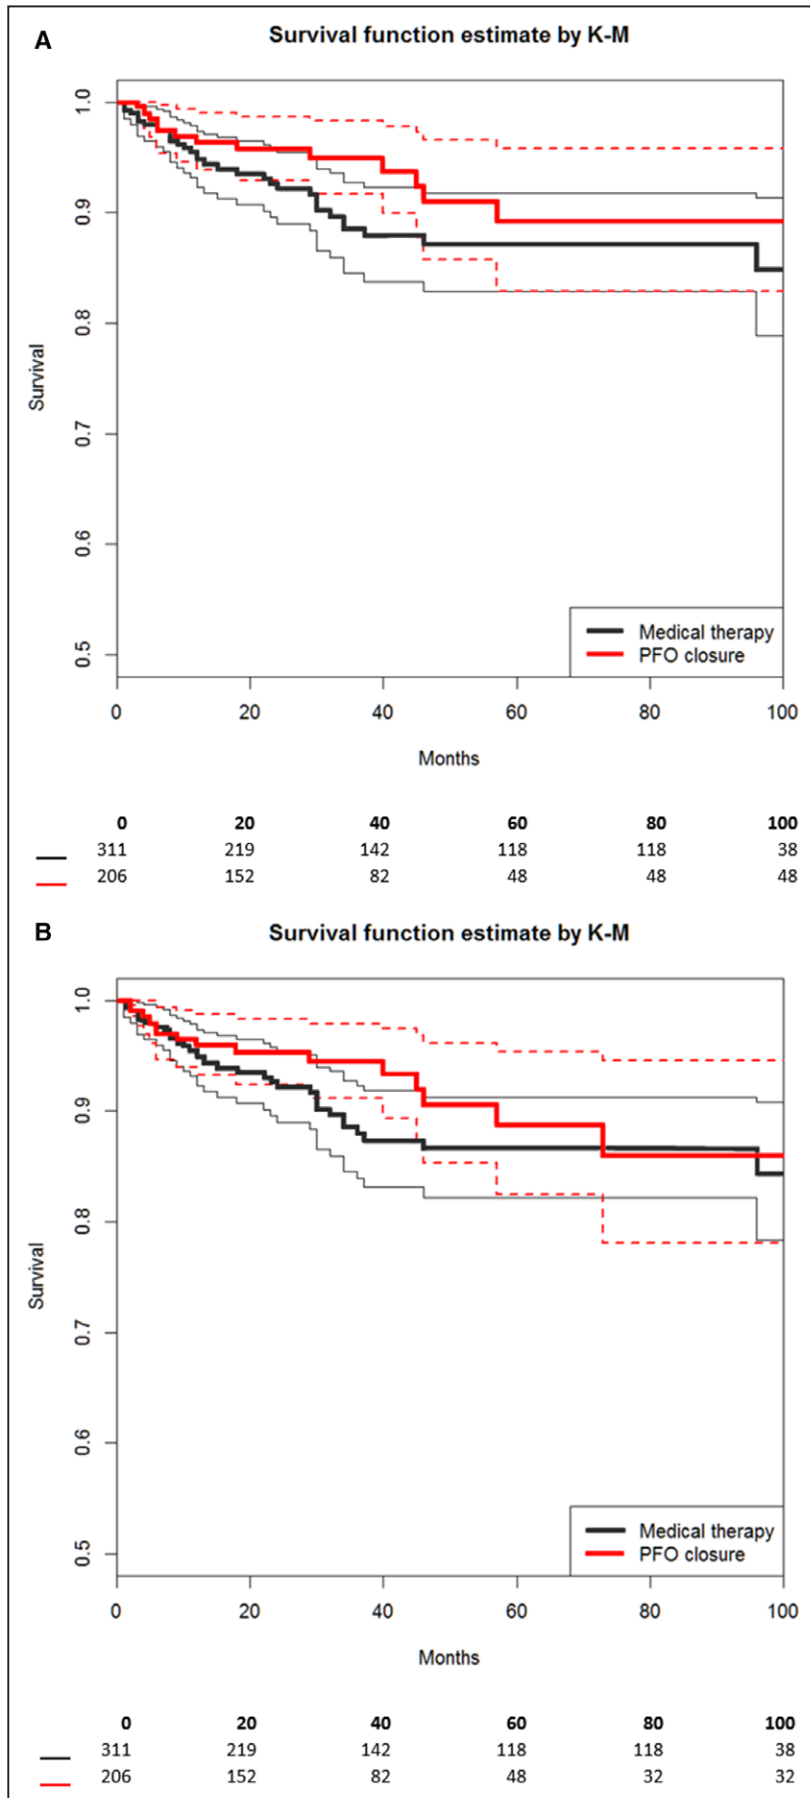 A
Survival function estimate by K-M
1.0
0.9
0.8
0.7
0.6
0.5
Survival
Medical therapy
PFO closure
0 20 40 60 80 100
Months
0 20 40 60 80 100
311 219 142 118 118 38
206 152 82 48 48 48
B
Survival function estimate by K-M
1.0
0.9
0.8
0.7
0.6
0.5
Survival
Medical therapy
PFO closure
0 20 40 60 80 100
Months
0 20 40 60 80 100
311 219 142 118 118 38
206 152 82 48 32 32